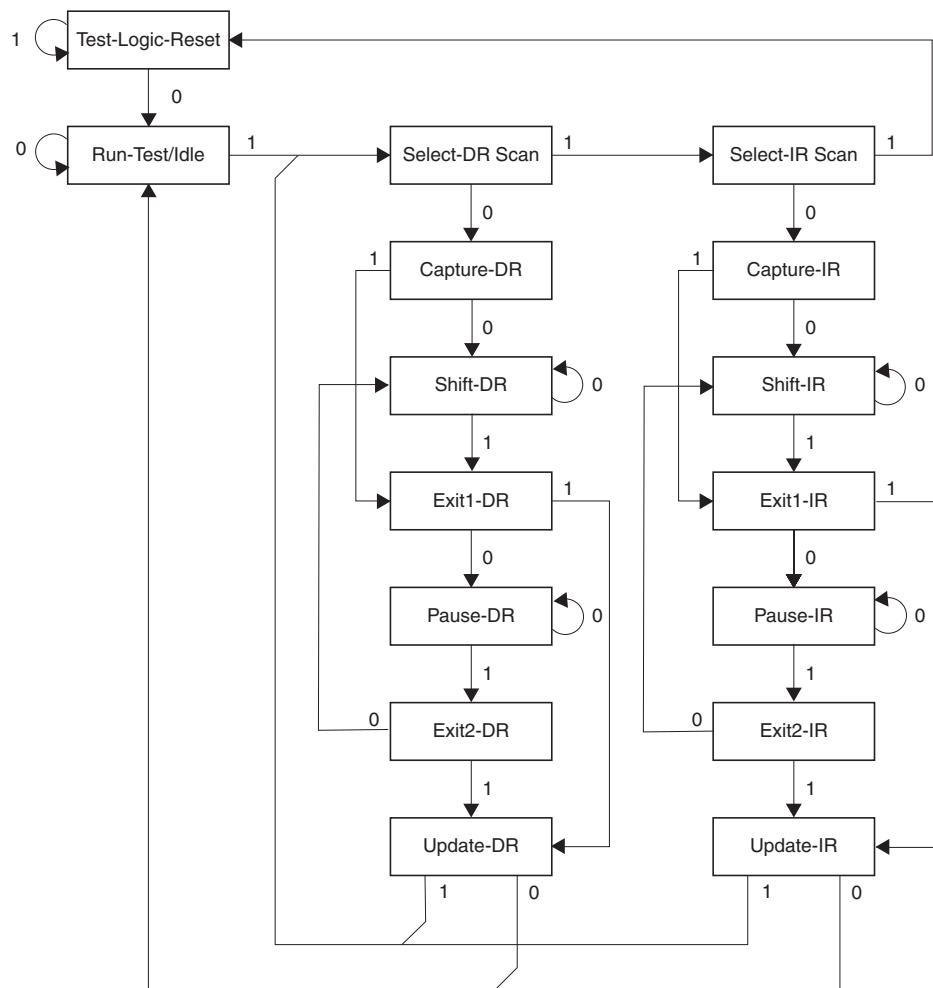 1 Test-Logic-Reset
0
0 Run-Test/Idle 1 Select-DR Scan 1 Select-IR Scan 1
0 0
1 Capture-DR 1 Capture-IR
0 0
Shift-DR 0 Shift-IR 0
1 1
Exit1-DR 1 Exit1-IR 1
0 0
Pause-DR 0 Pause-IR 0
1 1
0 Exit2-DR 0 Exit2-IR
1 1
Update-DR Update-IR
1 0 1 0